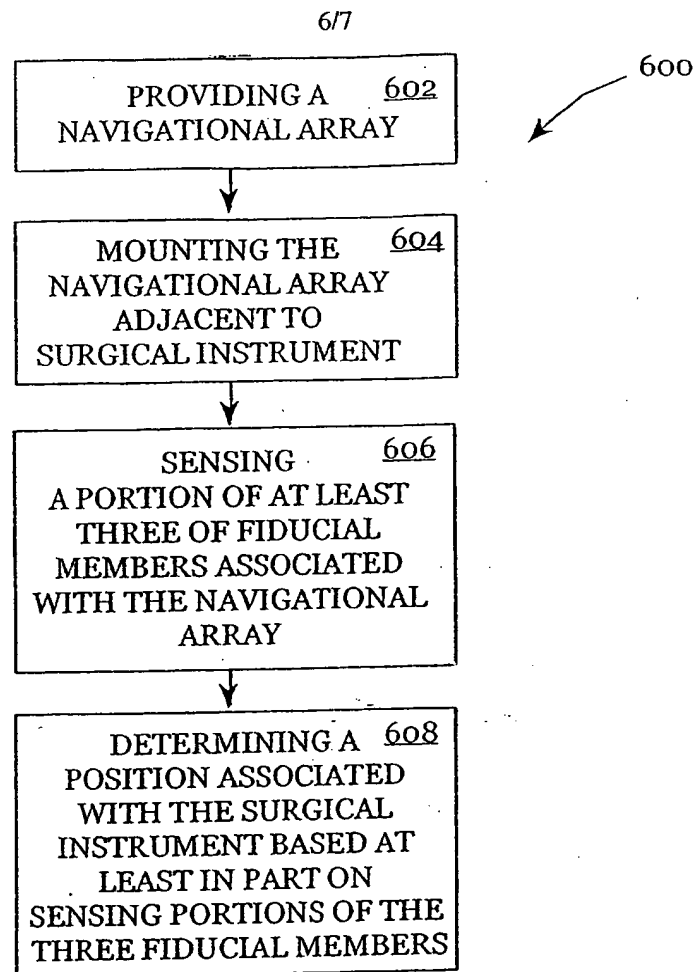 6/7
600
PROVIDING A 602
NAVIGATIONAL ARRAY
MOUNTING THE 604
NAVIGATIONAL ARRAY
ADJACENT TO
SURGICAL INSTRUMENT
SENSING 606
A PORTION OF AT LEAST
THREE OF FIDUCIAL
MEMBERS ASSOCIATED
WITH THE NAVIGATIONAL
ARRAY
DETERMINING A 608
POSITION ASSOCIATED
WITH THE SURGICAL
INSTRUMENT BASED AT
LEAST IN PART ON
SENSING PORTIONS OF THE
THREE FIDUCIAL MEMBERS